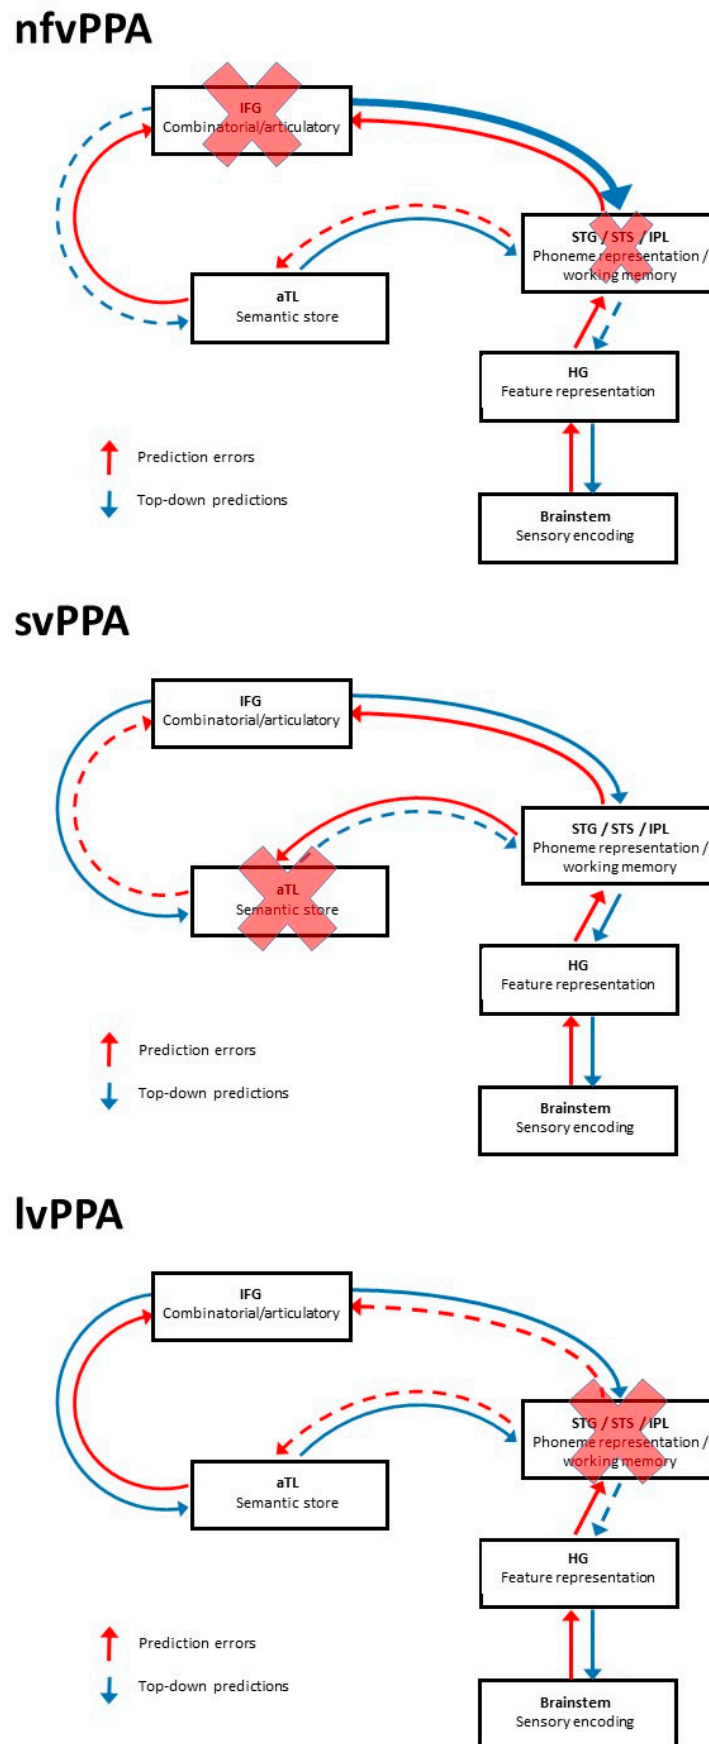 nfvPPA
IFG
Combinatorial/articulatory
STG / STS / IPL
Phoneme representation /
working memory
aTL
Semantic store
HG
Feature representation
Prediction errors
Top-down predictions
Brainstem
Sensory encoding
svPPA
IFG
Combinatorial/articulatory
STG / STS / IPL
Phoneme representation /
working memory
aTL
Semantic store
HG
Feature representation
Prediction errors
Top-down predictions
Brainstem
Sensory encoding
lvPPA
IFG
Combinatorial/articulatory
STG / STS / IPL
Phoneme representation /
working memory
aTL
Semantic store
HG
Feature representation
Prediction errors
Top-down predictions
Brainstem
Sensory encoding